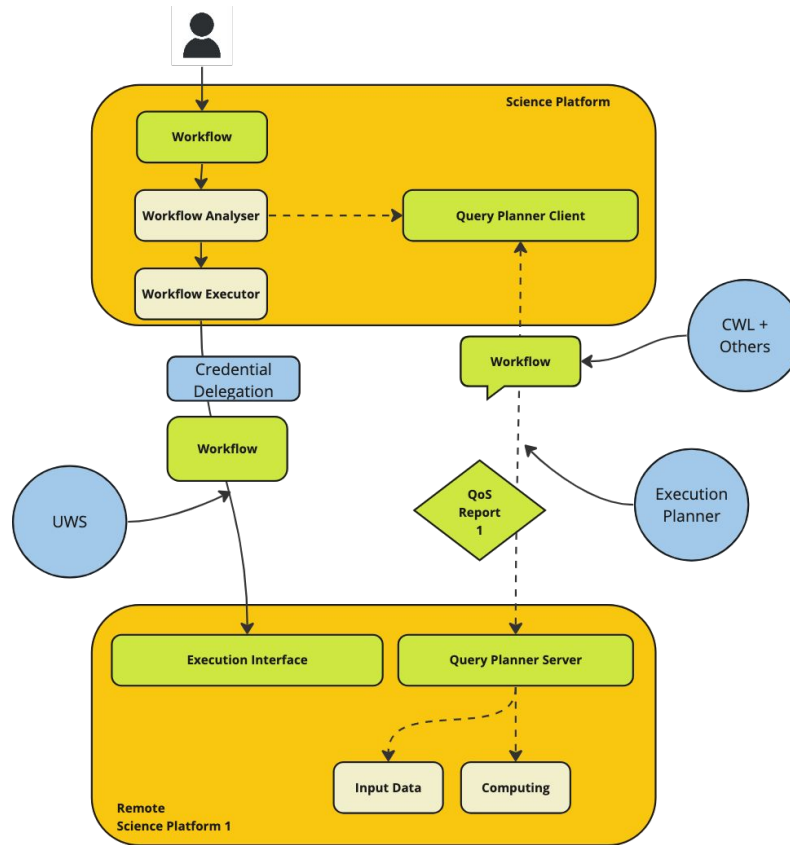 Science Platform
Workflow
Workflow Analyser
Query Planner Client
Workflow Executor
CWL +
Others
Credential
Delegation
Workflow
Workflow
QoS
Report
1
Execution
Planner
UWS
Execution Interface
Query Planner Server
Input Data
Computing
Remote
Science Platform 1